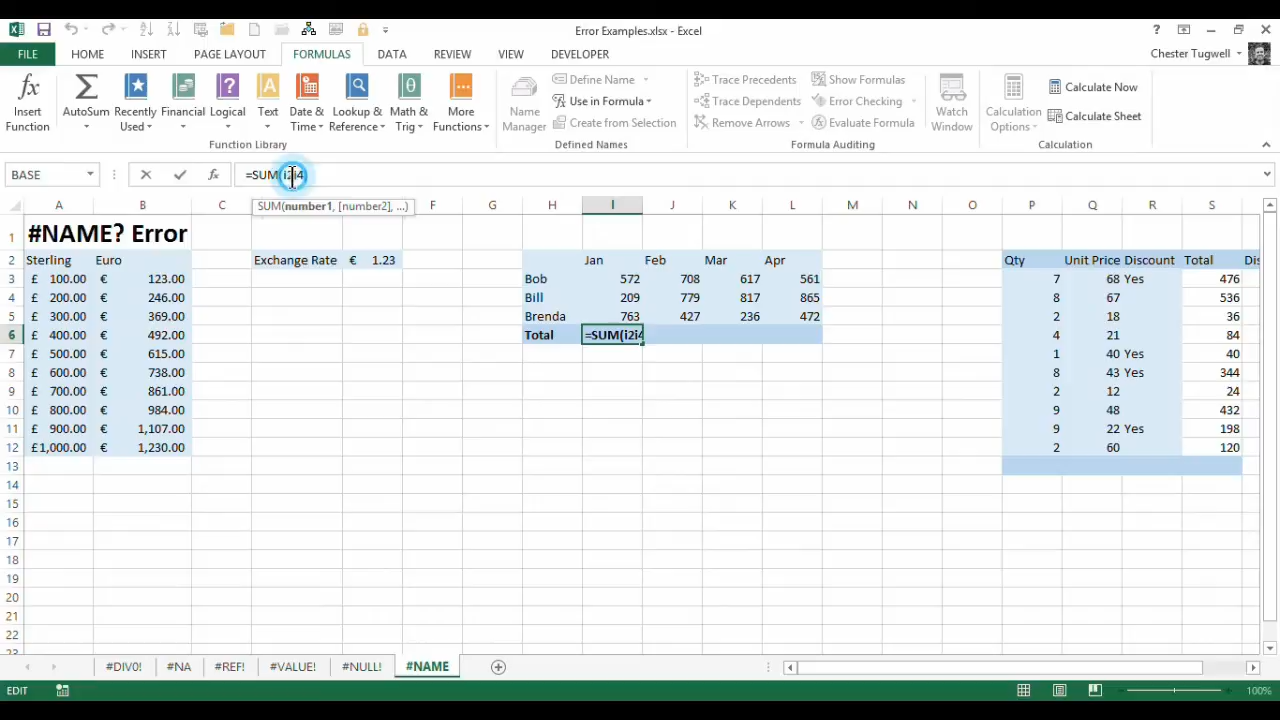 Error Examples.xlsx - Excel
?
FILE HOME INSERT PAGE LAYOUT FORMULAS DATA REVIEW VIEW DEVELOPER Chester Tugwell
fx Insert Function
Σ AutoSum
Recently Used
Financial
Logical
? Text
A Date & Time
Lookup & Reference
θ Math & Trig
More Functions
Function Library
Name Manager
Define Name
Use in Formula
Create from Selection
Defined Names
Trace Precedents
Trace Dependents
Remove Arrows
Show Formulas
Error Checking
Evaluate Formula
Watch Window
Formula Auditing
Calculation Options
Calculate Now
Calculate Sheet
Calculation
BASE fx =SUM(i2i4
SUM(number1, [number2], ...)
A B C F G H I J K L M N O P Q R S
1 #NAME? Error
2 Sterling Euro Exchange Rate € 1.23 Jan Feb Mar Apr Qty Unit Price Discount Total Dis
3 £ 100.00 € 123.00 Bob 572 708 617 561 7 68 Yes 476
4 £ 200.00 € 246.00 Bill 209 779 817 865 8 67 536
5 £ 300.00 € 369.00 Brenda 763 427 236 472 2 18 36
6 £ 400.00 € 492.00 Total =SUM(i2i4 4 21 84
7 £ 500.00 € 615.00 1 40 Yes 40
8 £ 600.00 € 738.00 8 43 Yes 344
9 £ 700.00 € 861.00 2 12 24
10 £ 800.00 € 984.00 9 48 432
11 £ 900.00 € 1,107.00 9 22 Yes 198
12 £1,000.00 € 1,230.00 2 60 120
13
14
15
16
17
18
19
20
21
22
23
#DIV0! #NA #REF! #VALUE! #NULL! #NAME
EDIT 100%